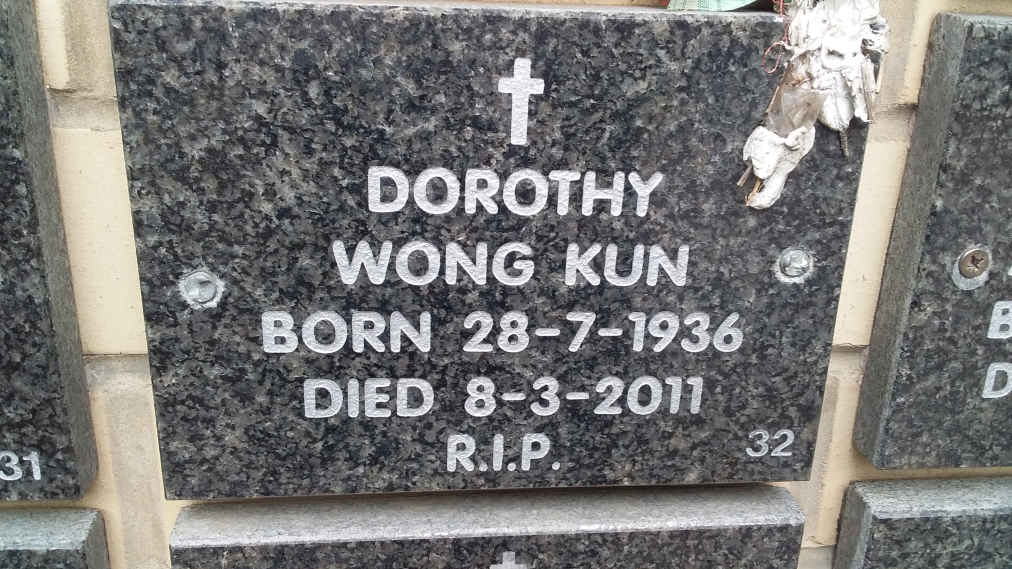 DOROTHY
WONG KUN
BORN 28-7-1936
DIED 8-3-2011
R.I.P.
32
31